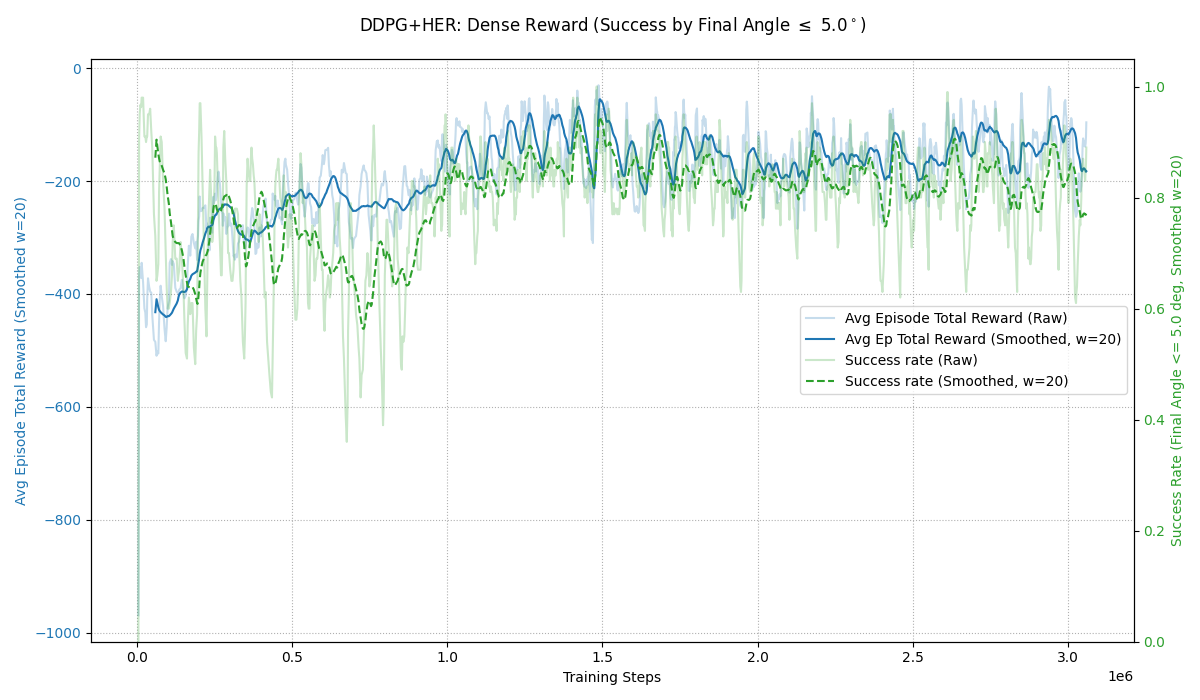 DDPG+HER: Dense Reward (Success by Final Angle ≤ 5.0°)
Avg Episode Total Reward (Smoothed w=20)
0
−200
−400
−600
−800
−1000
0.0
0.5
1.0
1.5
2.0
2.5
3.0
1e6
Training Steps
1.0
0.8
0.6
0.4
0.2
0.0
Success Rate (Final Angle <= 5.0 deg, Smoothed w=20)
Avg Episode Total Reward (Raw)
Avg Ep Total Reward (Smoothed, w=20)
Success rate (Raw)
Success rate (Smoothed, w=20)